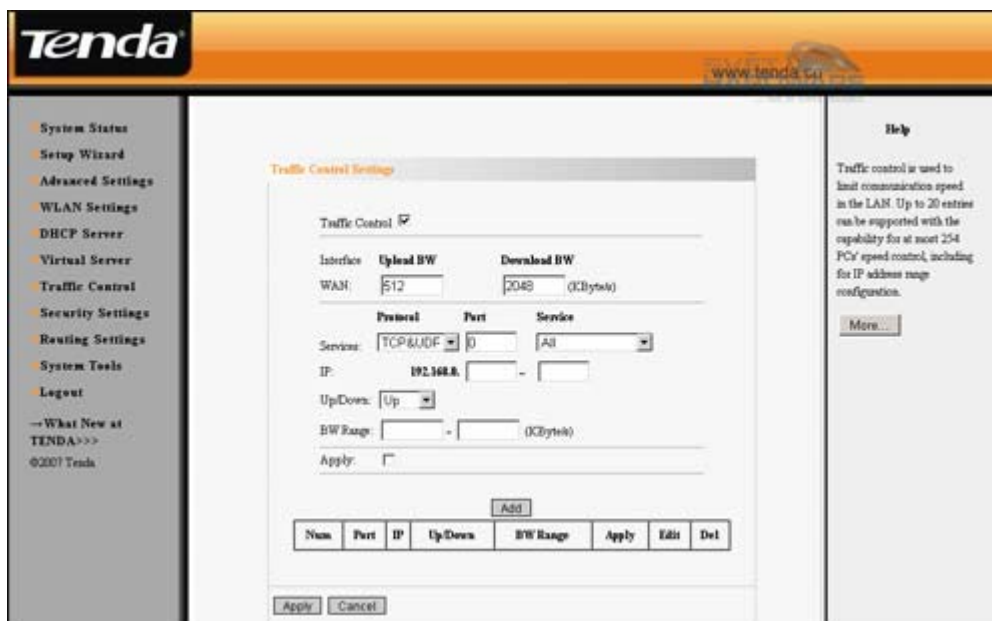 Tenda
www.tenda.cn
System Status
Setup Wizard
Advanced Settings
WLAN Settings
DHCP Server
Virtual Server
Traffic Control
Security Settings
Routing Settings
System Tools
Logout
→What New at
TENDA>>>
©2007 Tenda
Traffic Control Settings
Traffic Control
Interface Upload BW Download BW
WAN: 512 2048 (KByte/s)
Protocol Port Service
Services: TCP&UDP 0 All
IP: 192.168.0. ~
Up/Down: Up
BW Range: ~ (KByte/s)
Apply:
Add
Num Port IP Up/Down BW Range Apply Edit Del
Apply Cancel
Help
Traffic control is used to
limit communication speed
in the LAN. Up to 20 entries
can be supported with the
capability for at most 254
PCs' speed control, including
for IP address range
configuration.
More...